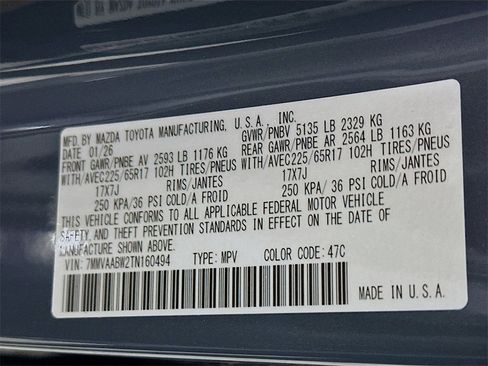 MFD. BY MAZDA TOYOTA MANUFACTURING, U.S.A., INC.
DATE 01/26 GVWR/PNBV 5135 LB 2329 KG
FRONT GAWR/PNBE AV 2593 LB 1176 KG REAR GAWR/PNBE AR 2564 LB 1163 KG
WITH/AVEC225/65R17 102H TIRES/PNEUS WITH/AVEC225/65R17 102H TIRES/PNEUS
17X7J RIMS/JANTES 17X7J RIMS/JANTES
250 KPA/36 PSI COLD/A FROID 250 KPA/ 36 PSI COLD/A FROID
THIS VEHICLE CONFORMS TO ALL APPLICABLE FEDERAL MOTOR VEHICLE
SAFETY, AND THEFT PREVENTION STANDARDS IN EFFECT ON THE DATE OF
MANUFACTURE SHOWN ABOVE.
VIN: 7MMVAABW2TN160494 TYPE: MPV COLOR CODE: 47C
MADE IN U.S.A.